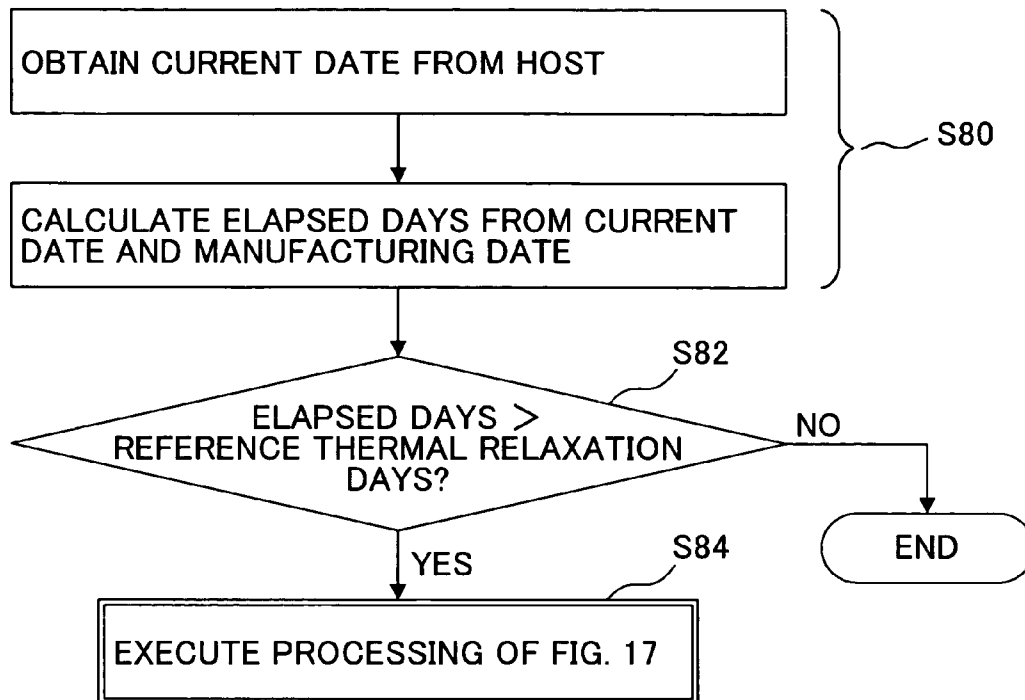 OBTAIN CURRENT DATE FROM HOST
S80
CALCULATE ELAPSED DAYS FROM CURRENT
DATE AND MANUFACTURING DATE
S82
ELAPSED DAYS >
REFERENCE THERMAL RELAXATION
DAYS?
NO
END
YES
S84
EXECUTE PROCESSING OF FIG. 17